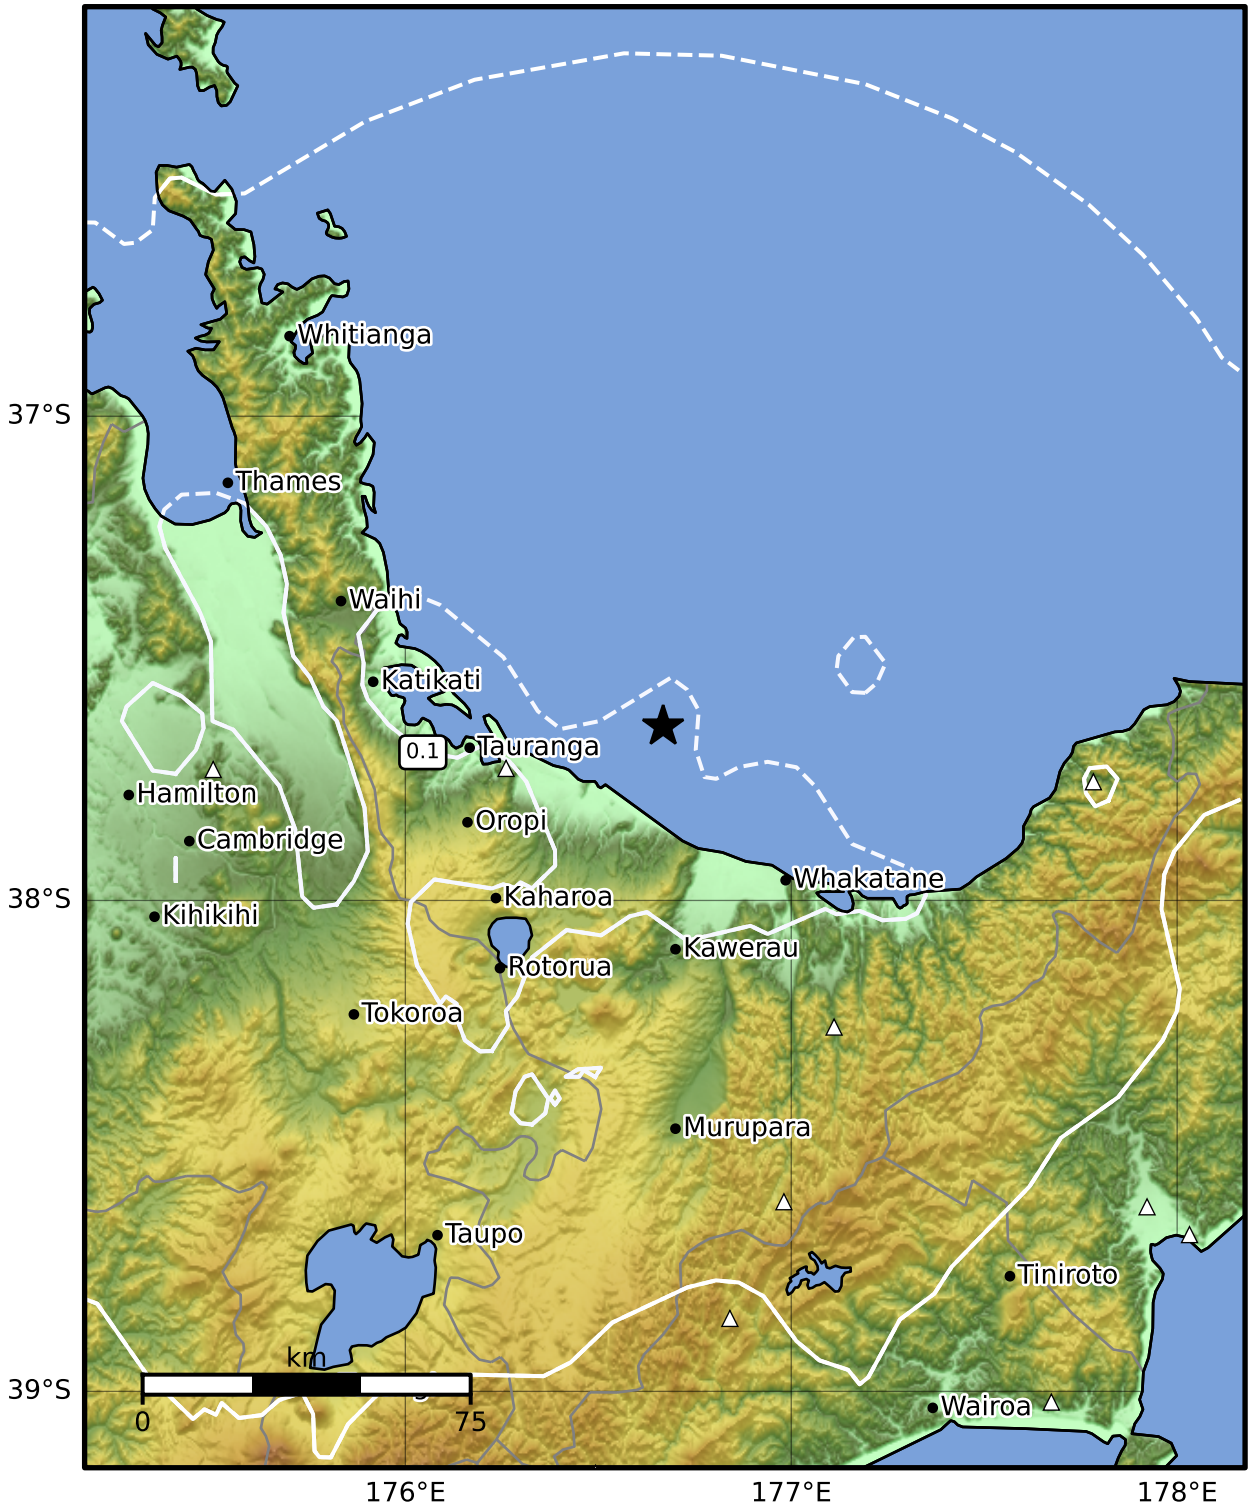 Whitianga
37°S
Thames
Waihi
Katikati
Tauranga
0.1
Hamilton
Oropi
Cambridge
Whakatane
Kaharoa
38°S
Kihikihi
Kawerau
Rotorua
Tokoroa
Murupara
Taupo
Tiniroto
km
39°S
Wairoa
0
75
176°E
177°E
178°E